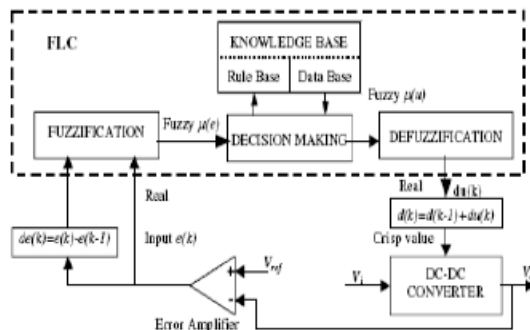 FLC
KNOWLEDGE BASE
Rule Base
Data Base
Fuzzy μ(e)
Fuzzy μ(u)
FUZZIFICATION
DECISION MAKING
DEFUZZIFICATION
Real
Real
du(k)
de(k)=e(k)-e(k-1)
Input e(k)
d(k)=d(k-1)+du(k)
Crisp value
+
Vref
-
Vi
DC-DC
CONVERTER
Error Amplifier